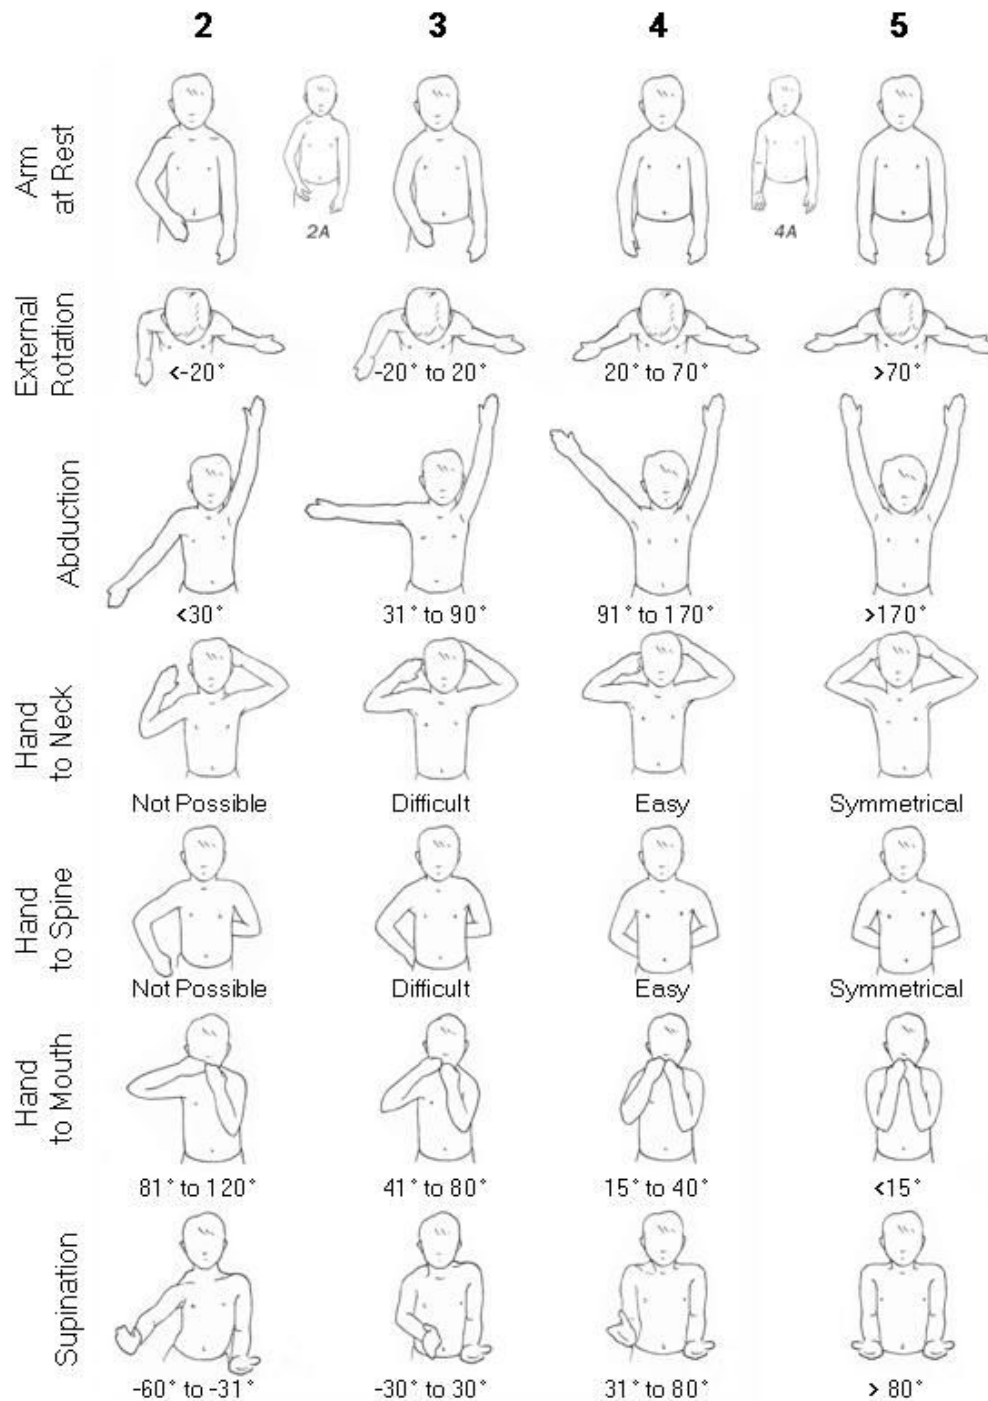 2 3 4 5
Arm
at Rest
2A 4A
External
Rotation
<-20° -20° to 20° 20° to 70° >70°
Abduction
<30° 31° to 90° 91° to 170° >170°
Hand
to Neck
Not Possible Difficult Easy Symmetrical
Hand
to Spine
Not Possible Difficult Easy Symmetrical
Hand
to Mouth
81° to 120° 41° to 80° 15° to 40° <15°
Supination
-60° to -31° -30° to 30° 31° to 80° > 80°